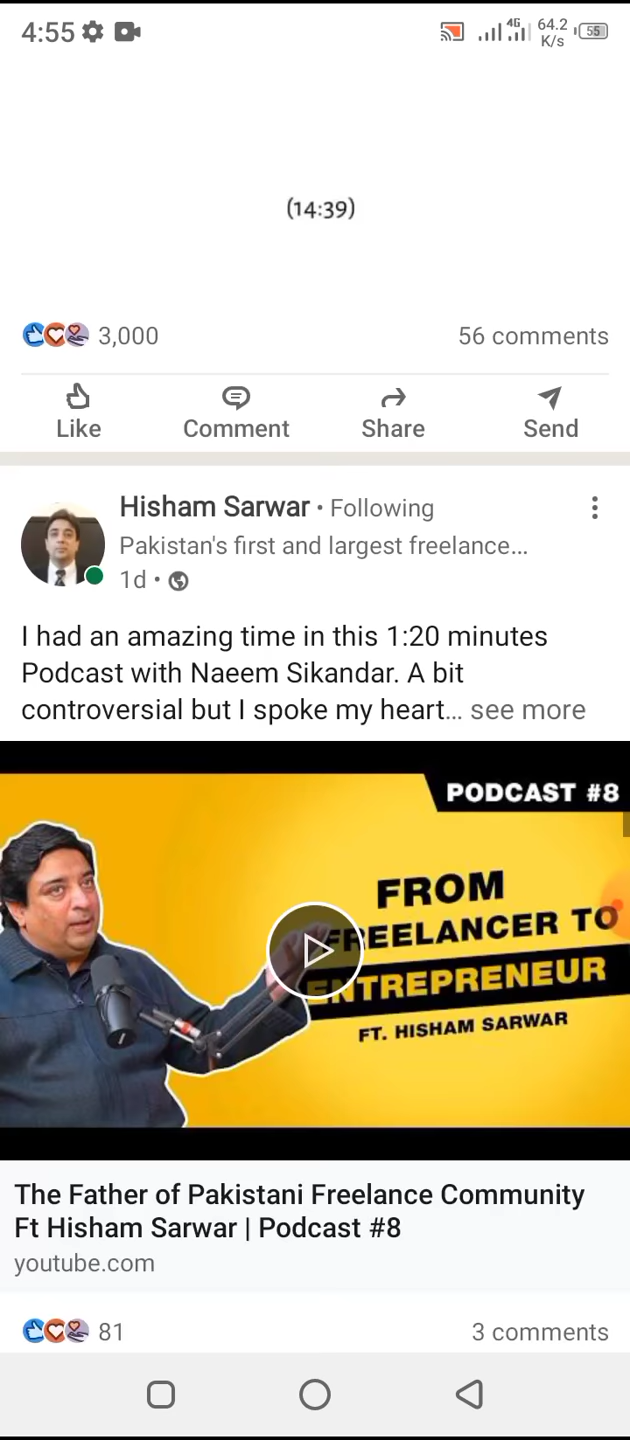 4:55
4G
64.2
K/s
55
(14:39)
3,000
56 comments
Like
Comment
Share
Send
Hisham Sarwar • Following
Pakistan's first and largest freelance...
1d •
I had an amazing time in this 1:20 minutes
Podcast with Naeem Sikandar. A bit
controversial but I spoke my heart... see more
PODCAST #8
FROM
FREELANCER TO
ENTREPRENEUR
FT. HISHAM SARWAR
The Father of Pakistani Freelance Community
Ft Hisham Sarwar | Podcast #8
youtube.com
81
3 comments